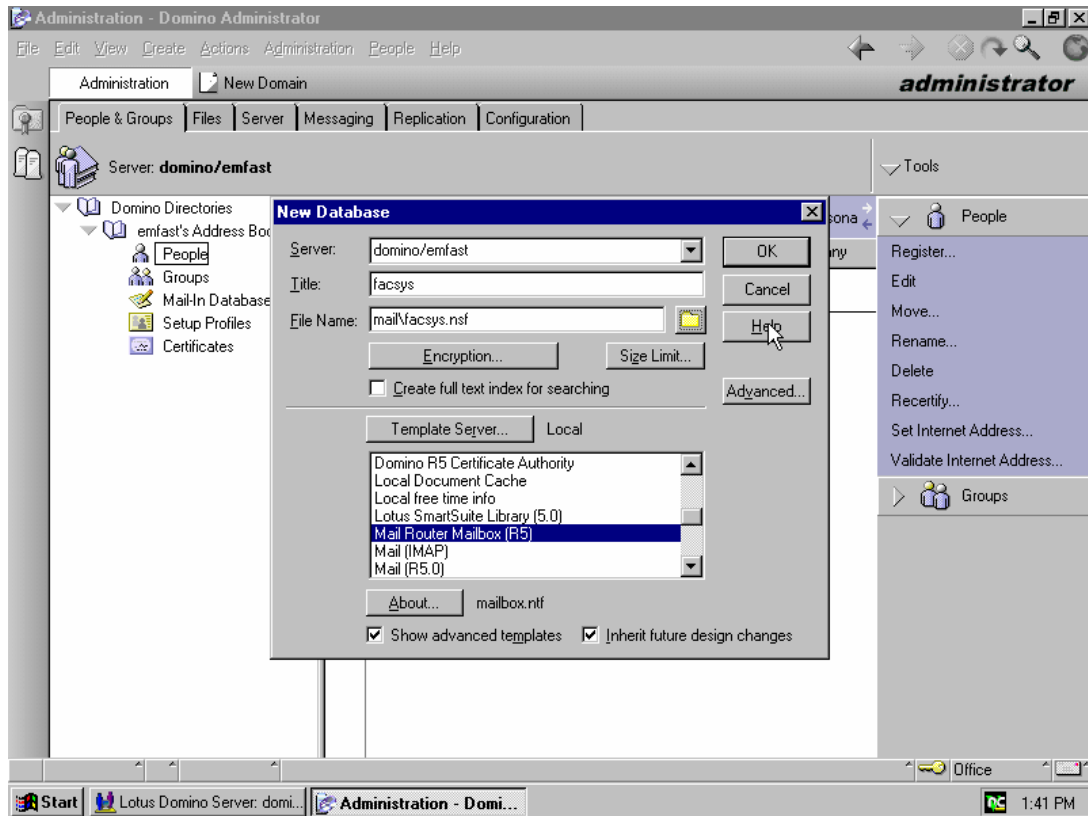 Administration - Domino Administrator
File Edit View Create Actions Administration People Help
Administration New Domain administrator
People & Groups Files Server Messaging Replication Configuration
Server: domino/emfast Tools
Domino Directories
emfast's Address Boo
People
Groups
Mail-In Database
Setup Profiles
Certificates
New Database
Server: domino/emfast OK
Title: facsys Cancel
File Name: mail\facsys.nsf Help
Encryption... Size Limit...
Create full text index for searching Advanced...
Template Server... Local
Domino R5 Certificate Authority
Local Document Cache
Local free time info
Lotus SmartSuite Library (5.0)
Mail Router Mailbox (R5)
Mail (IMAP)
Mail (R5.0)
About... mailbox.ntf
Show advanced templates Inherit future design changes
sona
ny
People
Register...
Edit
Move...
Rename...
Delete
Recertify...
Set Internet Address...
Validate Internet Address...
Groups
Office
Start Lotus Domino Server: domi... Administration - Domi... 1:41 PM